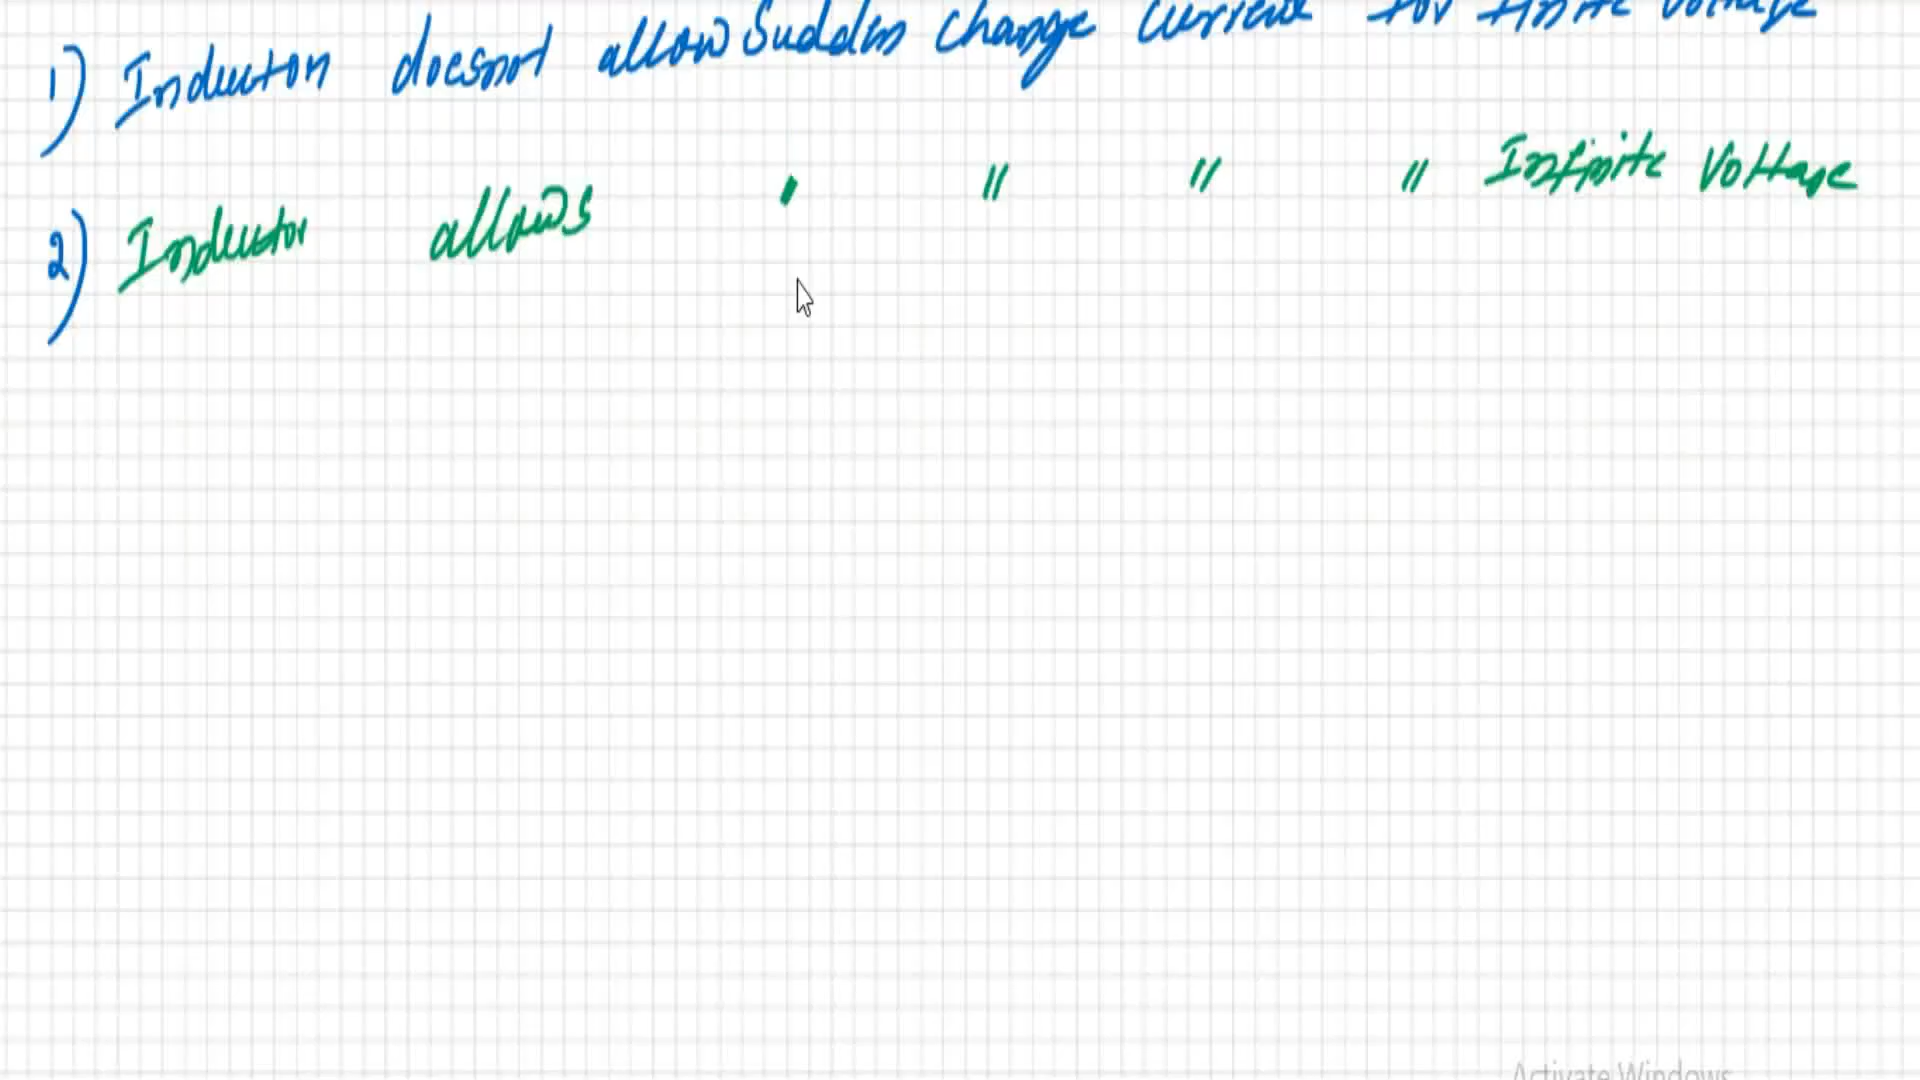 1) Inductor doesnot allow Sudden change current for finite voltage
2) Inductor allows " " " " Infinite Voltage
Activate Windows